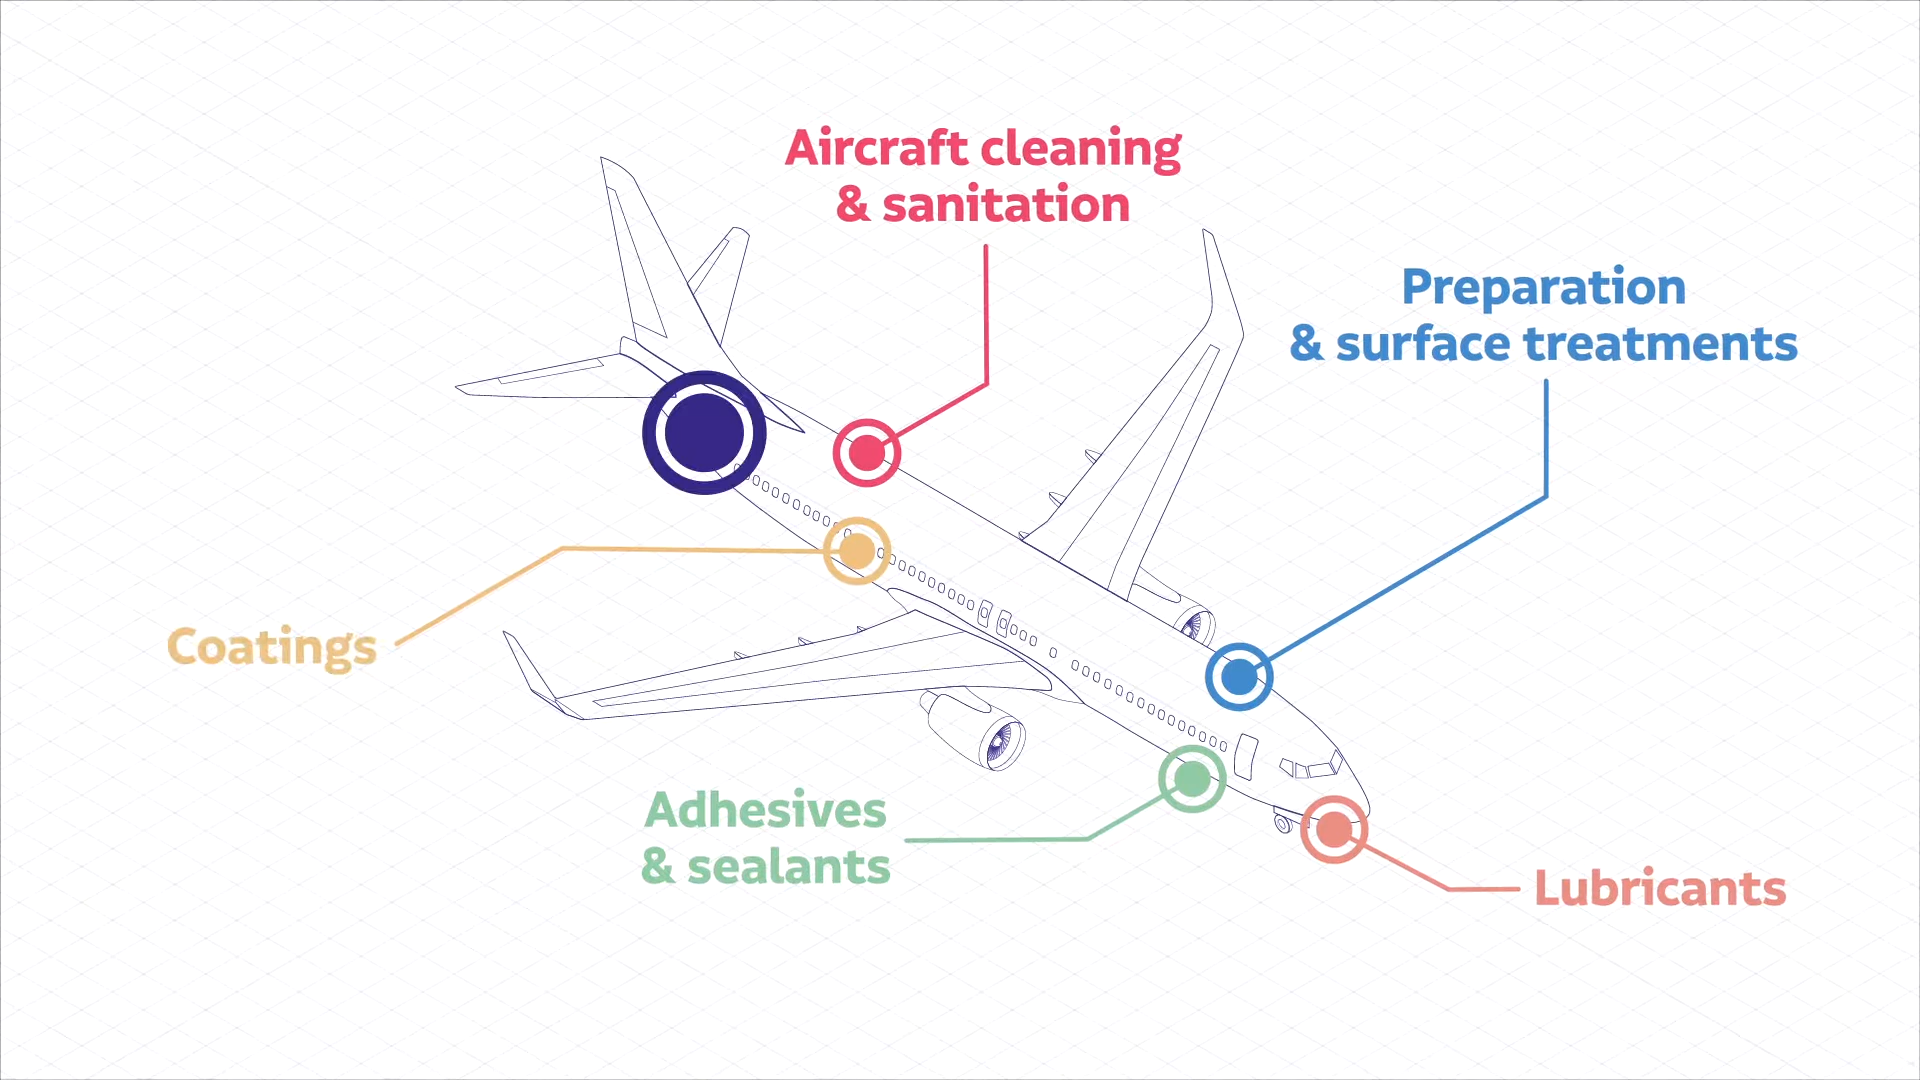 Aircraft cleaning
& sanitation
Preparation
& surface treatments
Coatings
Adhesives
& sealants
Lubricants